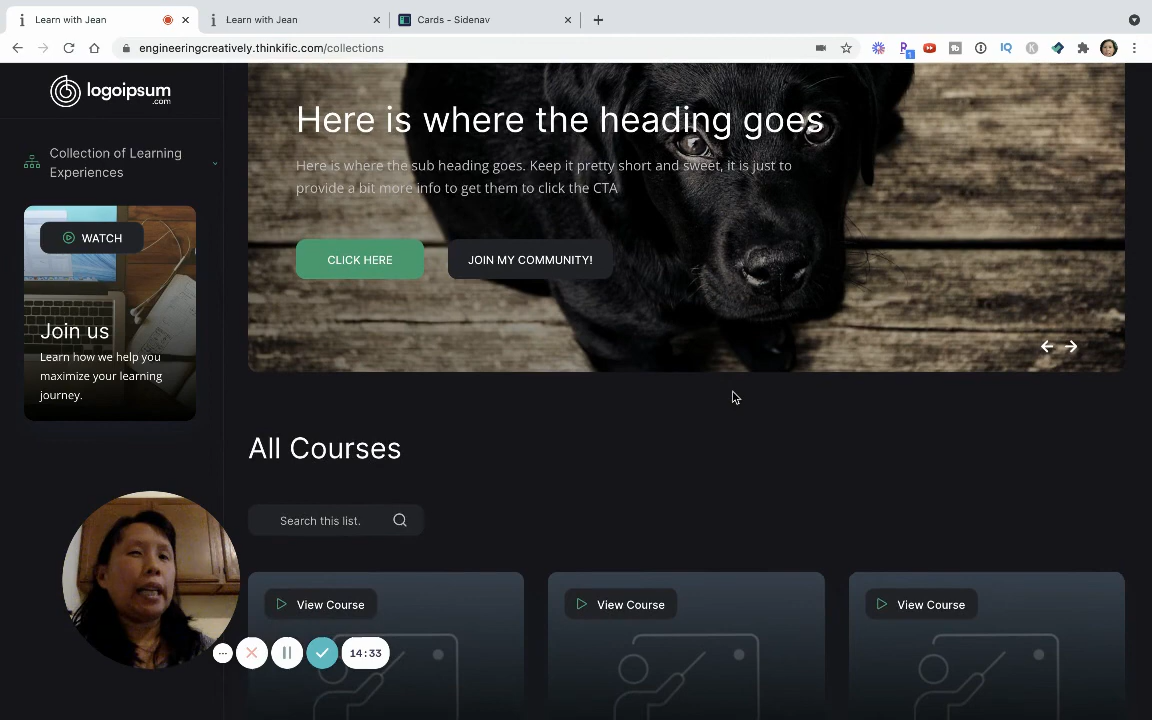 Learn with Jean
Learn with Jean
Cards - Sidenav
engineeringcreatively.thinkific.com/collections
logoipsum
.com
Collection of Learning
Experiences
WATCH
Join us
Learn how we help you
maximize your learning
journey.
Here is where the heading goes
Here is where the sub heading goes. Keep it pretty short and sweet, it is just to
provide a bit more info to get them to click the CTA
CLICK HERE
JOIN MY COMMUNITY!
All Courses
Search this list.
View Course
View Course
View Course
14:33